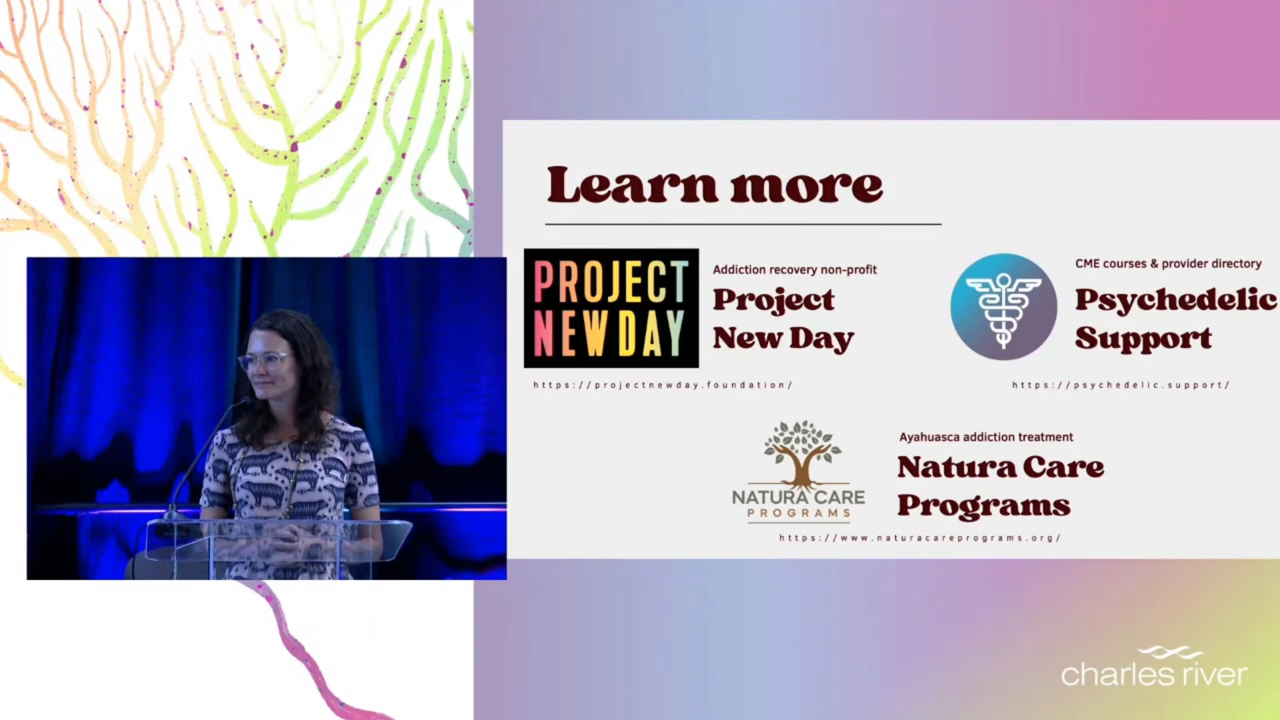 Learn more
PROJECT
NEW DAY
Addiction recovery non-profit
Project
New Day
https://projectnewday.foundation/
CME courses & provider directory
Psychedelic
Support
https://psychedelic.support/
NATURA CARE
PROGRAMS
Ayahuasca addiction treatment
Natura Care
Programs
https://www.naturacareprograms.org/
charles river